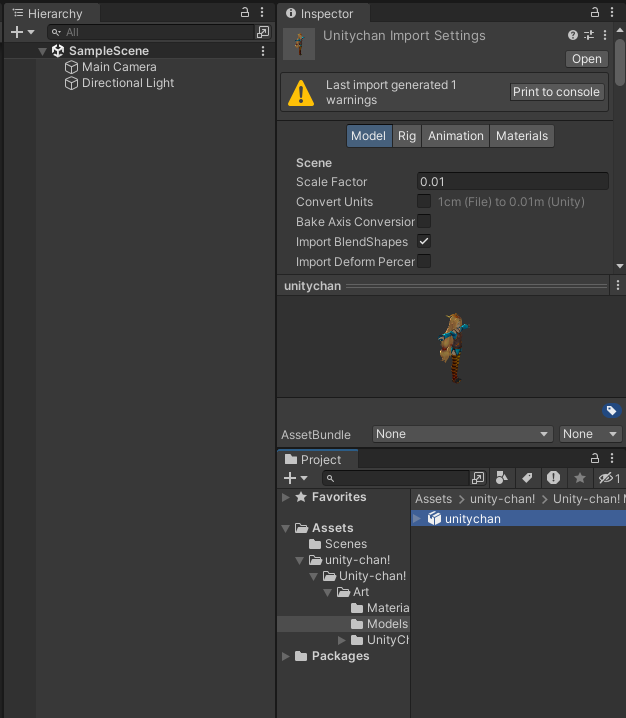 Hierarchy
All
SampleScene
Main Camera
Directional Light
Inspector
Unitychan Import Settings
Open
Last import generated 1
warnings
Print to console
Model Rig Animation Materials
Scene
Scale Factor 0.01
Convert Units 1cm (File) to 0.01m (Unity)
Bake Axis Conversion
Import BlendShapes
Import Deform Percer
unitychan
AssetBundle None None
Project
1
Favorites
Assets
Scenes
unity-chan!
Unity-chan!
Art
Materia
Models
UnityCh
Packages
Assets > unity-chan! > Unity-chan! M
unitychan